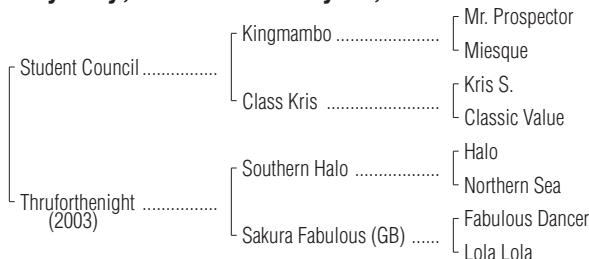 Mr. Prospector
Kingmambo ......................
Miesque
Student Council ................
Kris S.
Class Kris ........................
Classic Value
Halo
Southern Halo ..................
Northern Sea
Thruforthenight ................
(2003)
Fabulous Dancer
Sakura Fabulous (GB) ......
Lola Lola